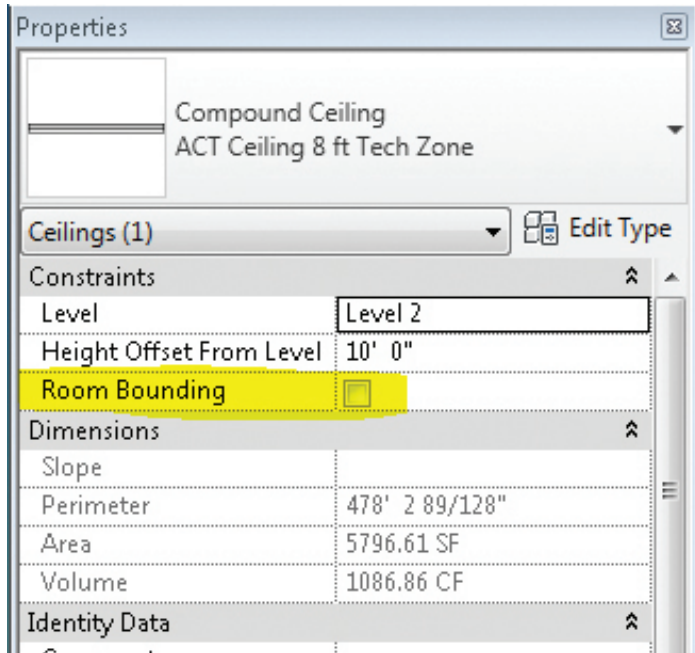 Properties
Compound Ceiling
ACT Ceiling 8 ft Tech Zone
Ceilings (1)
Edit Type
Constraints
Level Level 2
Height Offset From Level 10' 0"
Room Bounding
Dimensions
Slope
Perimeter 478' 2 89/128"
Area 5796.61 SF
Volume 1086.86 CF
Identity Data